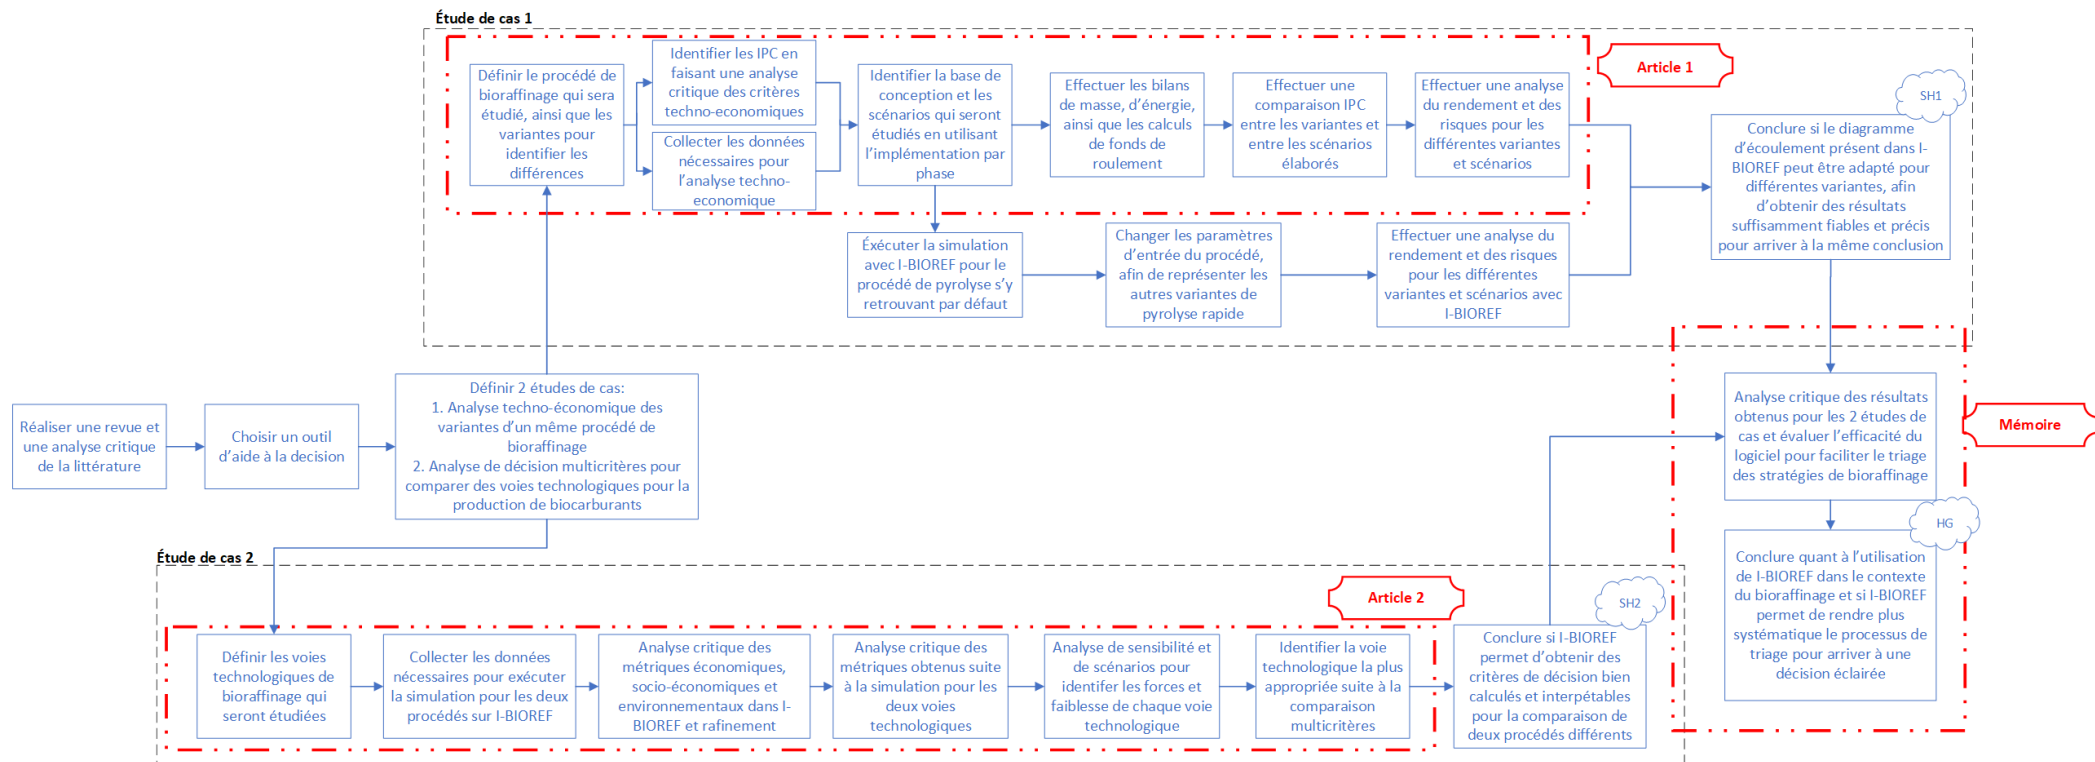 Étude de cas 1
Article 1
Définir le procédé de
bioraffinage qui sera
étudié, ainsi que les
variantes pour
identifier les
différences
Identifier les IPC en
faisant une analyse
critique des critères
techno-economiques
Collecter les données
nécessaires pour
l’analyse techno-
economique
Identifier la base de
conception et les
scénarios qui seront
étudiés en utilisant
l’implémentation par
phase
Effectuer les bilans
de masse, d’énergie,
ainsi que les calculs
de fonds de
roulement
Effectuer une
comparaison IPC
entre les variantes et
entre les scénarios
élaborés
Effectuer une analyse
du rendement et des
risques pour les
différentes variantes
et scénarios
SH1
Conclure si le diagramme
d’écoulement présent dans I-
BIOREF peut être adapté pour
différentes variantes, afin
d’obtenir des résultats
suffisamment fiables et précis
pour arriver à la même conclusion
Éxécuter la simulation
avec I-BIOREF pour le
procédé de pyrolyse s’y
retrouvant par défaut
Changer les paramètres
d’entrée du procédé,
afin de représenter les
autres variantes de
pyrolyse rapide
Effectuer une analyse du
rendement et des risques
pour les différentes
variantes et scénarios avec
I-BIOREF
Réaliser une revue et
une analyse critique
de la littérature
Choisir un outil
d’aide à la decision
Définir 2 études de cas:
1. Analyse techno-économique des
variantes d’un même procédé de
bioraffinage
2. Analyse de décision multicritères pour
comparer des voies technologiques pour la
production de biocarburants
Analyse critique des résultats
obtenus pour les 2 études de
cas et évaluer l’efficacité du
logiciel pour faciliter le triage
des stratégies de bioraffinage
Mémoire
HG
Conclure quant à l’utilisation
de I-BIOREF dans le contexte
du bioraffinage et si I-BIOREF
permet de rendre plus
systématique le processus de
triage pour arriver à une
décision éclairée
Étude de cas 2
Article 2
SH2
Définir les voies
technologiques de
bioraffinage qui
seront étudiées
Collecter les données
nécessaires pour exécuter
la simulation pour les deux
procédés sur I-BIOREF
Analyse critique des
métriques économiques,
socio-économiques et
environnementaux dans I-
BIOREF et rafinement
Analyse critique des
métriques obtenus suite
à la simulation pour les
deux voies
technologiques
Analyse de sensibilité et
de scénarios pour
identifer les forces et
faiblesse de chaque voie
technologique
Identifier la voie
technologique la plus
appropriée suite à la
comparaison
multicritères
Conclure si I-BIOREF
permet d’obtenir des
critères de décision bien
calculés et interpétables
pour la comparaison de
deux procédés différents